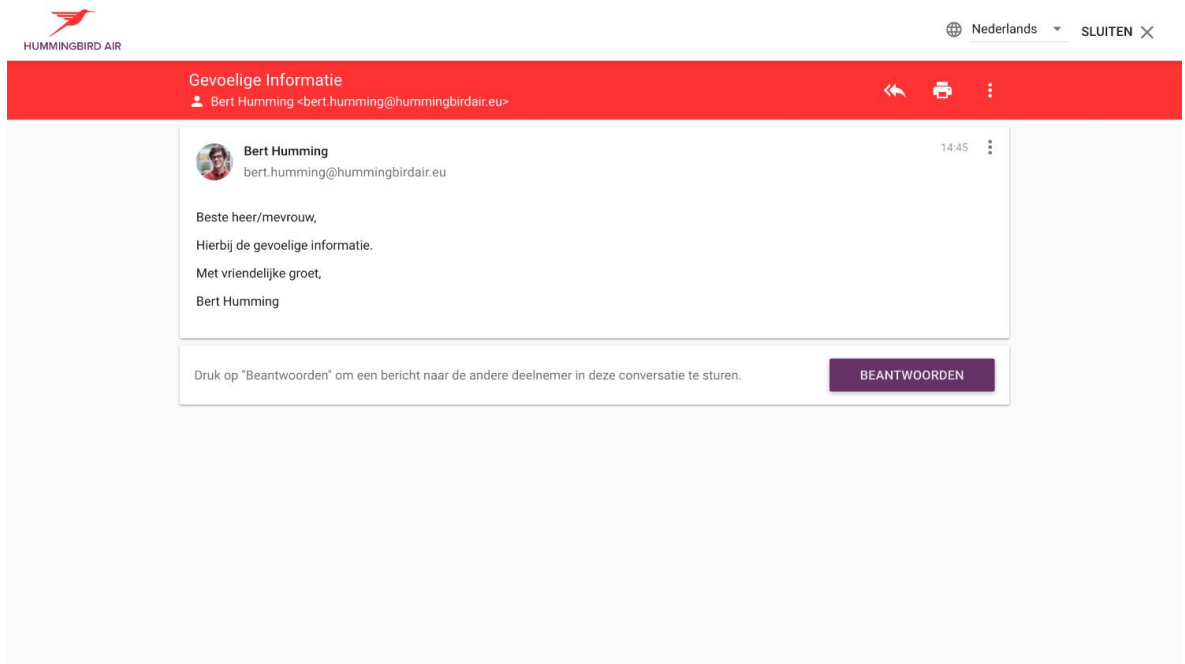 HUMMINGBIRD AIR
Nederlands
SLUITEN
Gevoelige Informatie
Bert Humming <bert.humming@hummingbirdair.eu>
Bert Humming
14:45
bert.humming@hummingbirdair.eu
Beste heer/mevrouw,
Hierbij de gevoelige informatie.
Met vriendelijke groet,
Bert Humming
Druk op "Beantwoorden" om een bericht naar de andere deelnemer in deze conversatie te sturen.
BEANTWOORDEN